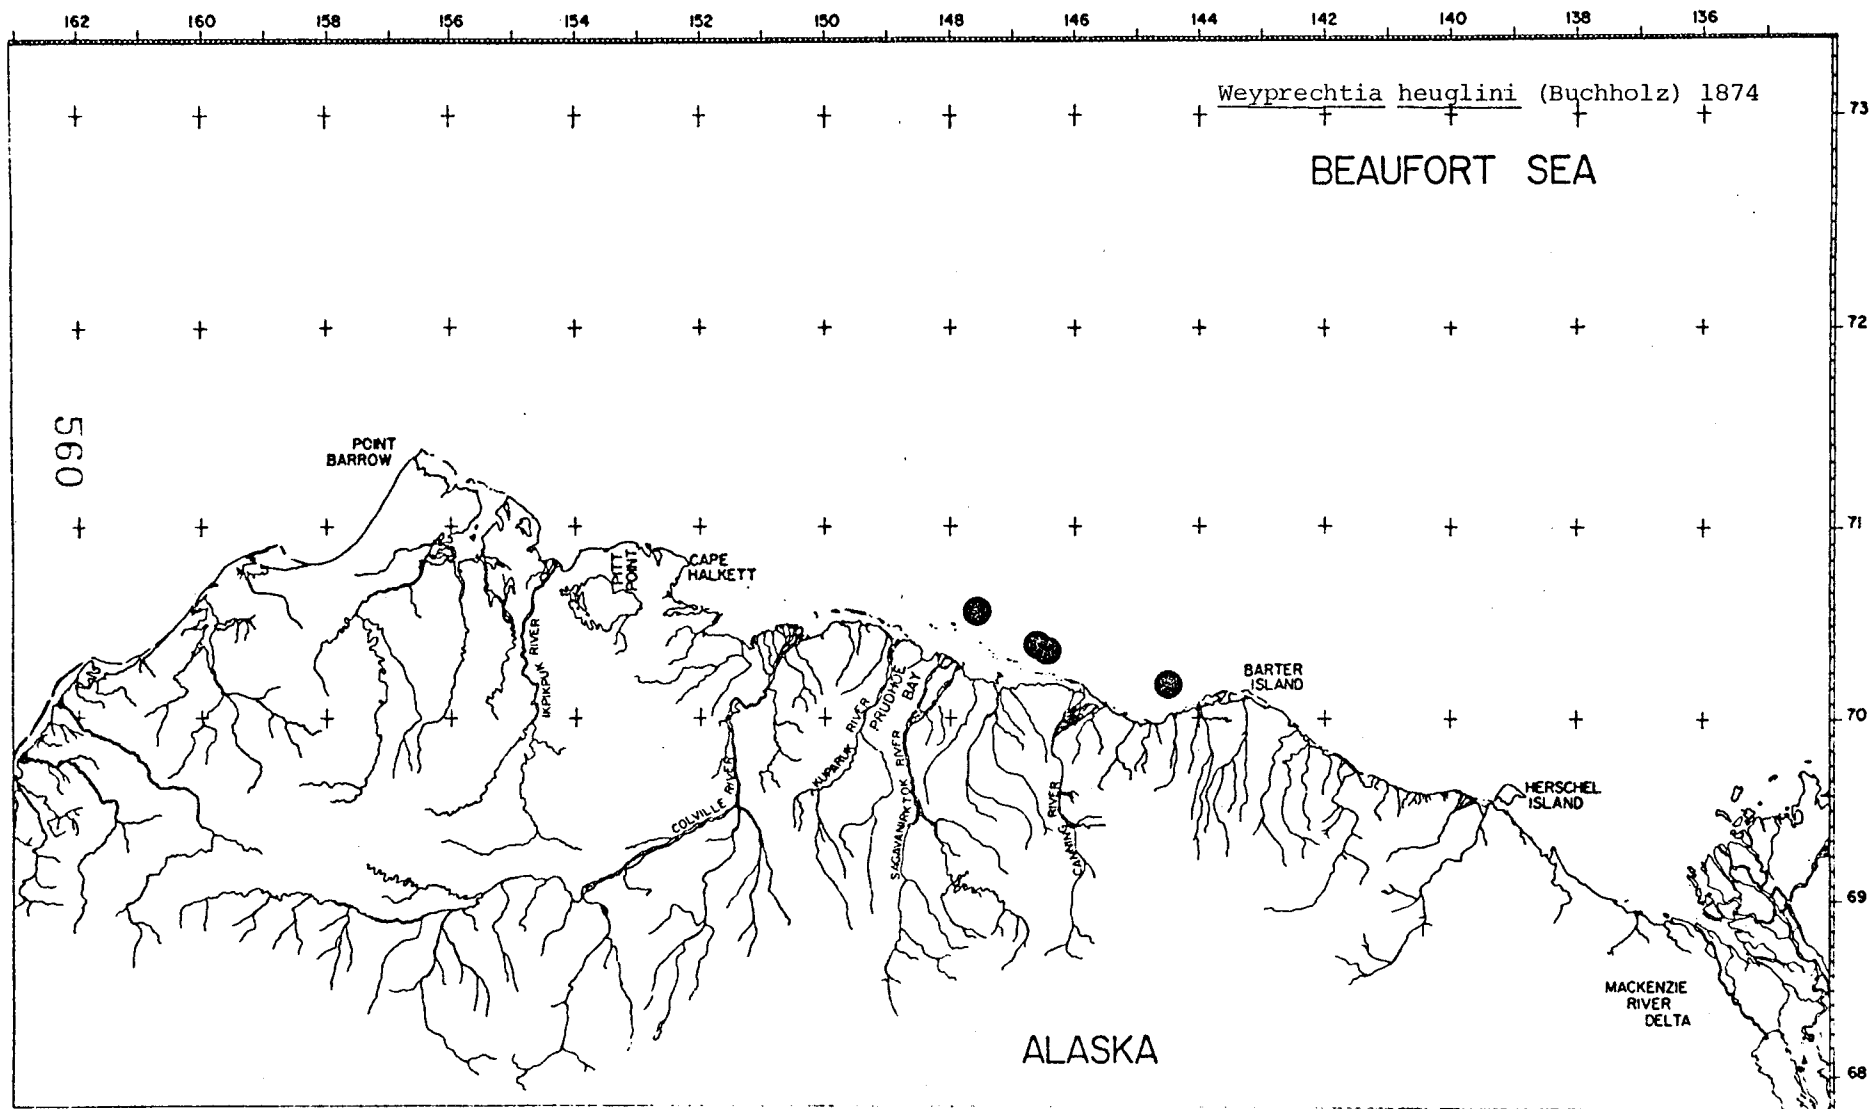 162 160 158 156 154 152 150 148 146 144 142 140 138 136
Weyprechtia heuglini (Buchholz) 1874
73
BEAUFORT SEA
72
560
POINT
BARROW
71
PITT
POINT
CAPE
HALKETT
IKPIKPUK RIVER
BARTER
ISLAND
PRUDHOE
BAY
70
KUPARUK RIVER
COLVILLE RIVER
SAGAVANIRKTOK RIVER
CANNING RIVER
HERSCHEL
ISLAND
69
MACKENZIE
RIVER
DELTA
ALASKA
68